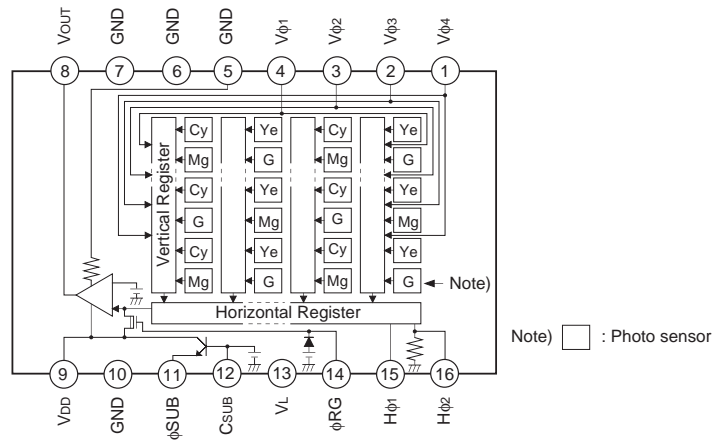 VOUT GND GND GND Vϕ1 Vϕ2 Vϕ3 Vϕ4
8 7 6 5 4 3 2 1
Vertical Register
Cy Ye Cy Ye
Mg G Mg G
Cy Ye Cy Ye
G Mg G Mg
Cy Ye Cy Ye
Mg G Mg G
Note)
Horizontal Register
Note) : Photo sensor
9 10 11 12 13 14 15 16
VDD GND ϕSUB CSUB VL ϕRG Hϕ1 Hϕ2